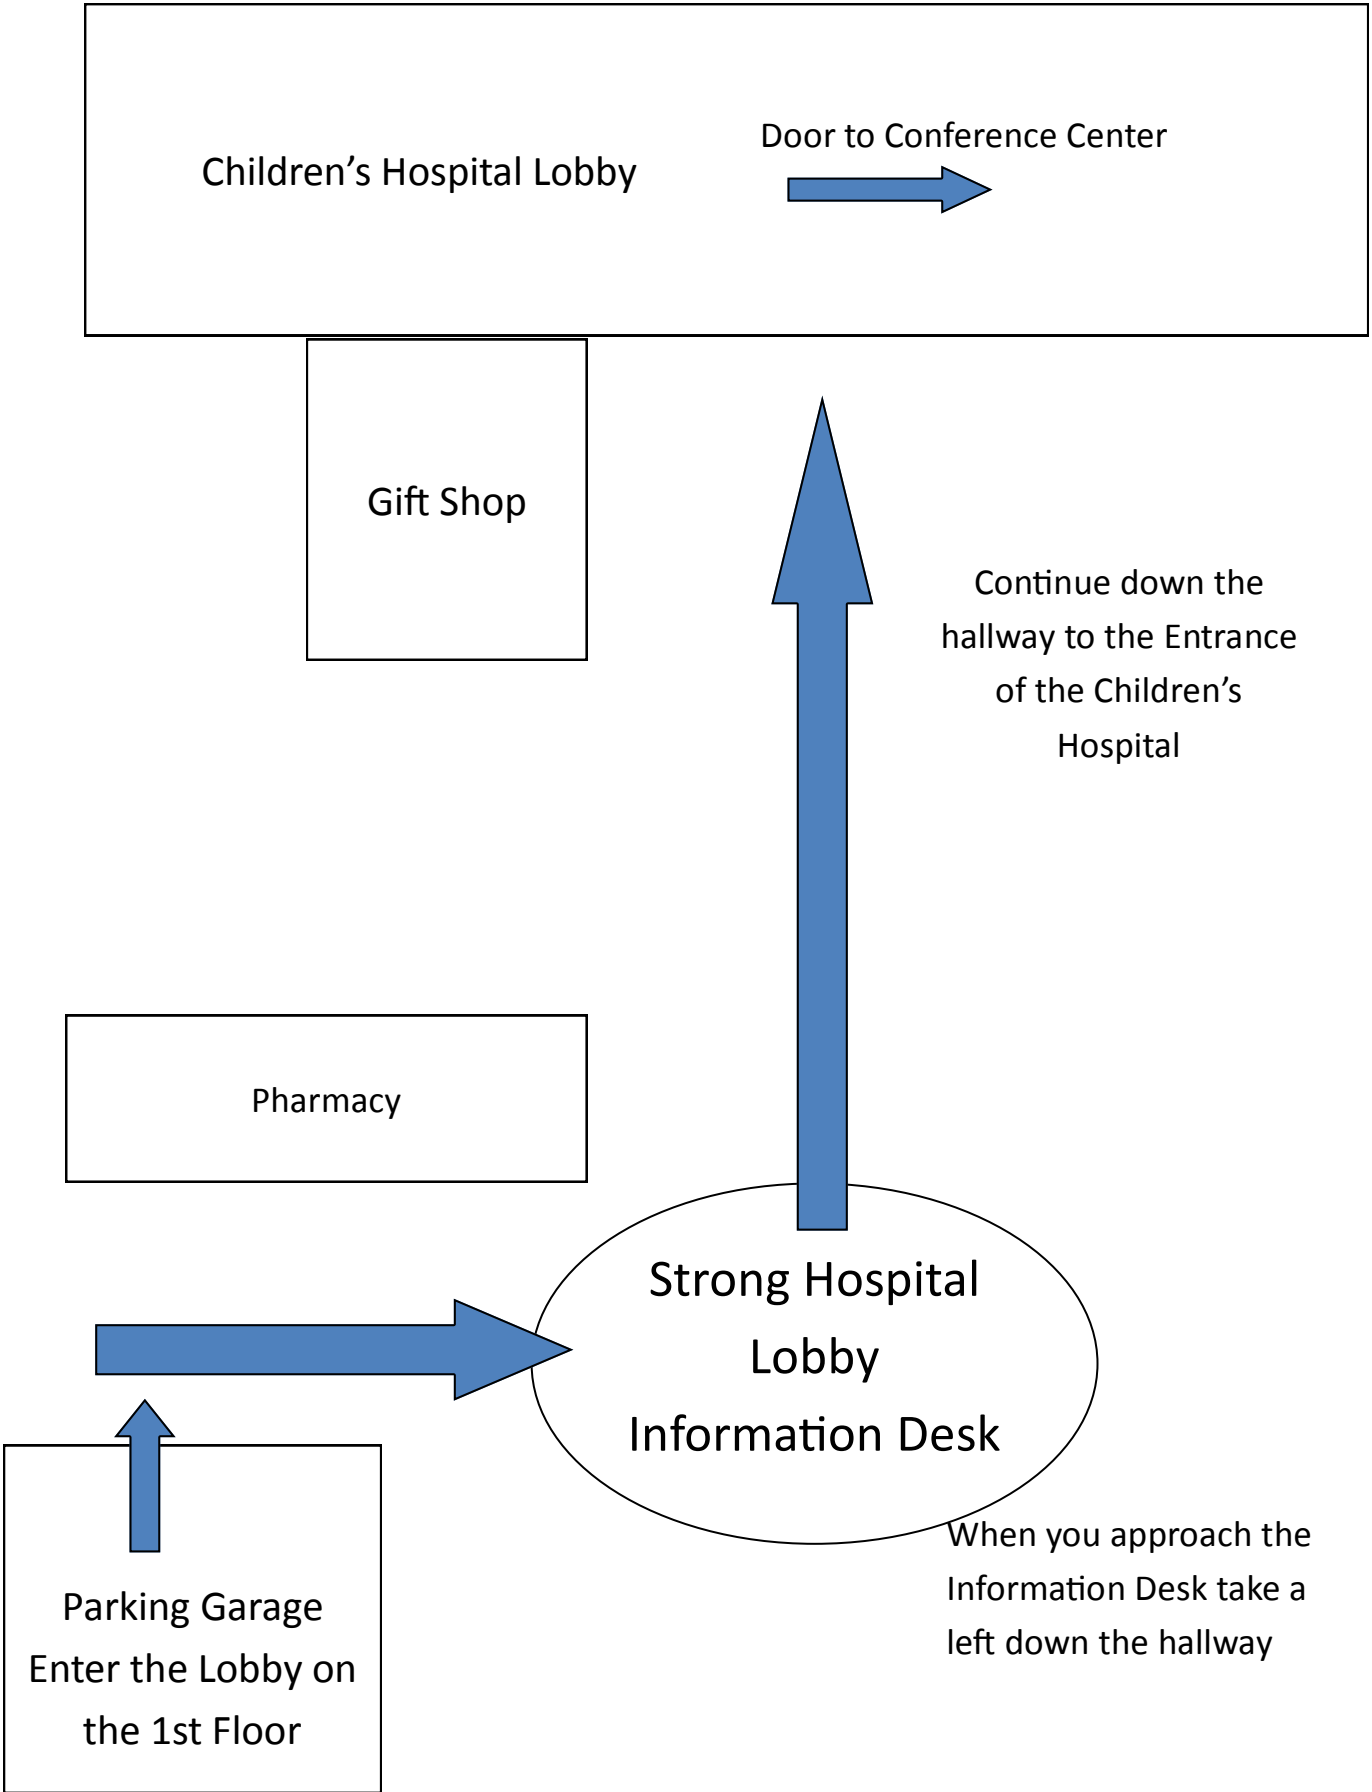 Door to Conference Center
Children’s Hospital Lobby
Gift Shop
Continue down the
hallway to the Entrance
of the Children’s
Hospital
Pharmacy
Strong Hospital
Lobby
Information Desk
When you approach the
Information Desk take a
left down the hallway
Parking Garage
Enter the Lobby on
the 1st Floor